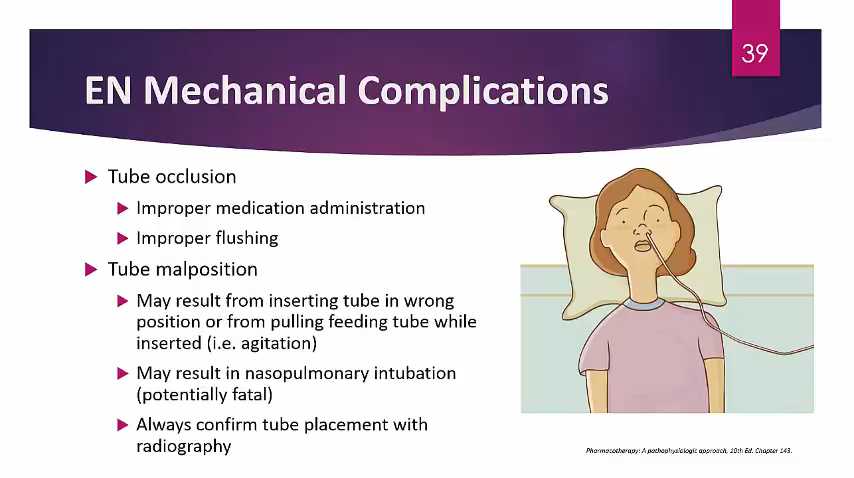 39
EN Mechanical Complications
Tube occlusion
Improper medication administration
Improper flushing
Tube malposition
May result from inserting tube in wrong
position or from pulling feeding tube while
inserted (i.e. agitation)
May result in nasopulmonary intubation
(potentially fatal)
Always confirm tube placement with
radiography
Pharmacotherapy: A pathophysiologic approach, 10th Ed. Chapter 143.